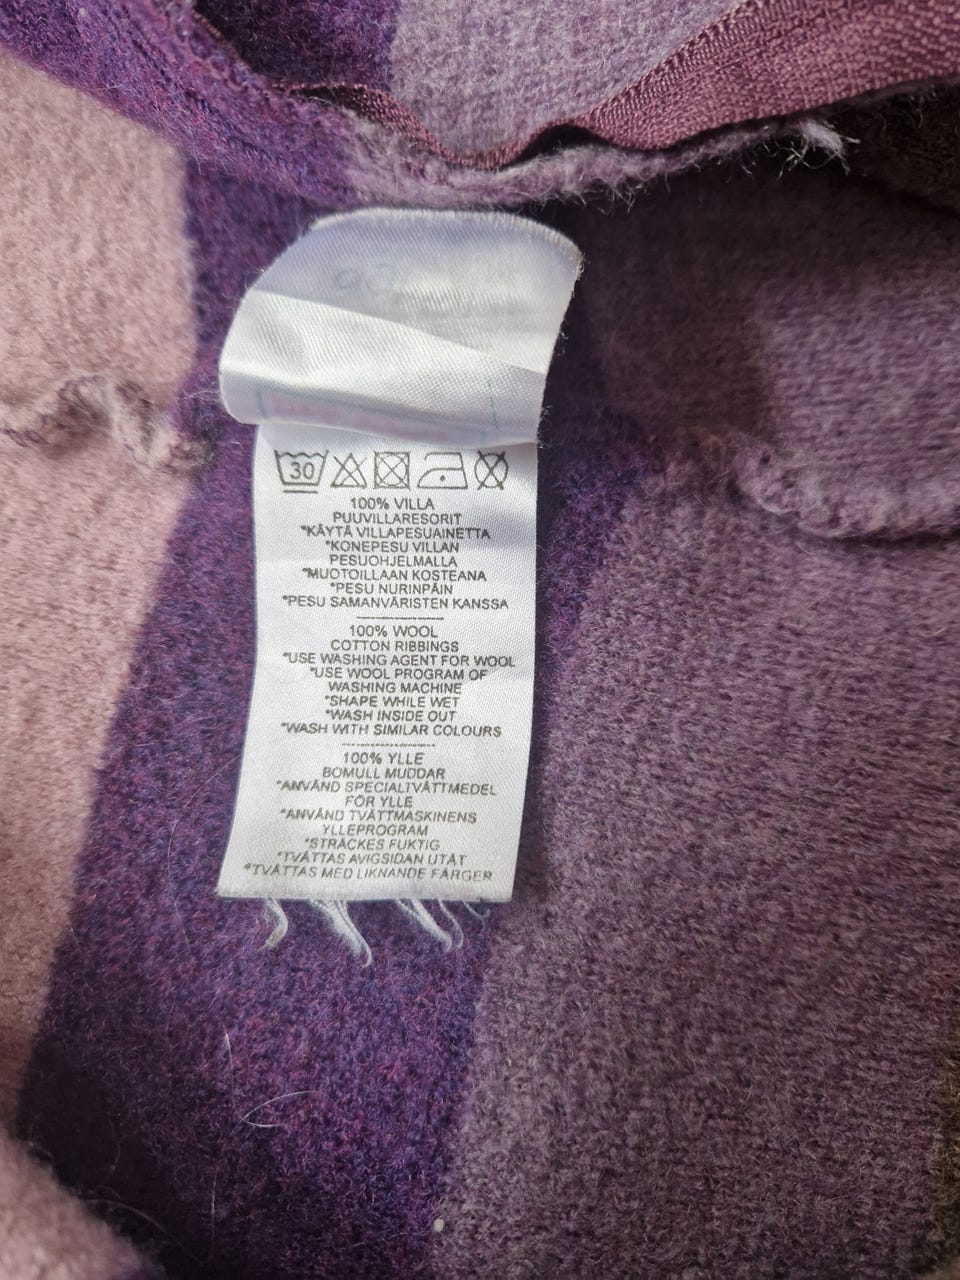 30
100% VILLA
PUUVILLARESORIT
*KÄYTÄ VILLAPESUAINETTA
*KONEPESU VILLAN
PESUOHJELMALLA
*MUOTOILLAAN KOSTEANA
*PESU NURINPÄIN
*PESU SAMANVÄRISTEN KANSSA
100% WOOL
COTTON RIBBINGS
*USE WASHING AGENT FOR WOOL
*USE WOOL PROGRAM OF
WASHING MACHINE
*SHAPE WHILE WET
*WASH INSIDE OUT
*WASH WITH SIMILAR COLOURS
100% YLLE
BOMULL MUDDAR
*ANVÄND SPECIALTVÄTTMEDEL
FÖR YLLE
*ANVÄND TVÄTTMASKINENS
YLLEPROGRAM
*STRÄCKES FUKTIG
*TVÄTTAS AVIGSIDAN UTÅT
*TVÄTTAS MED LIKNANDE FÄRGER